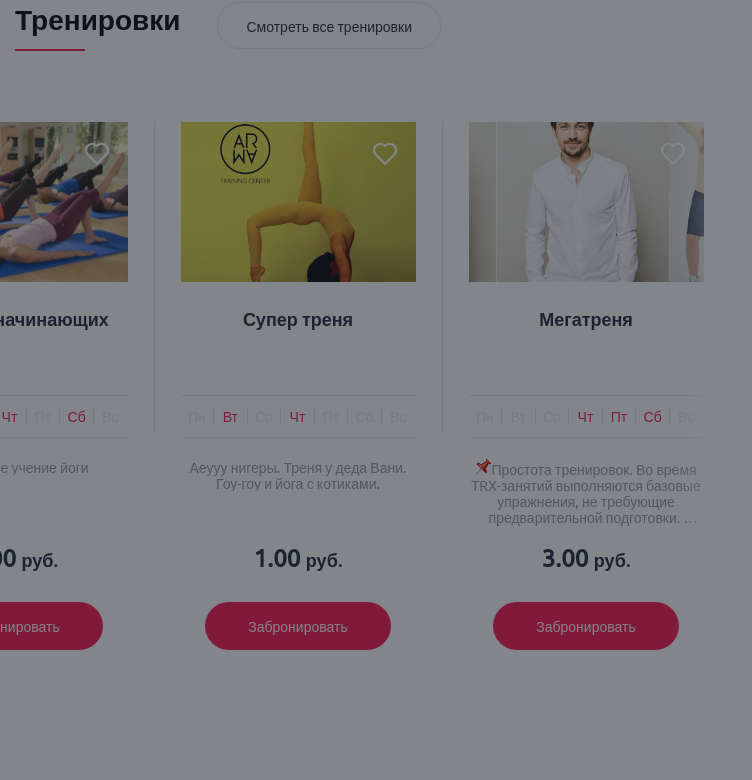 Тренировки
Смотреть все тренировки
ARWA
TRAINING CENTER
начинающих
Супер треня
Мегатреня
Чт Пт Сб Вс
Пн Вт Ср Чт Пт Сб Вс
Пн Вт Ср Чт Пт Сб Вс
е учение йоги
Аеууу нигеры. Треня у деда Вани.
Гоу-гоу и йога с котиками.
Простота тренировок. Во время
TRX-занятий выполняются базовые
упражнения, не требующие
предварительной подготовки. ...
00 руб.
1.00 руб.
3.00 руб.
нировать
Забронировать
Забронировать